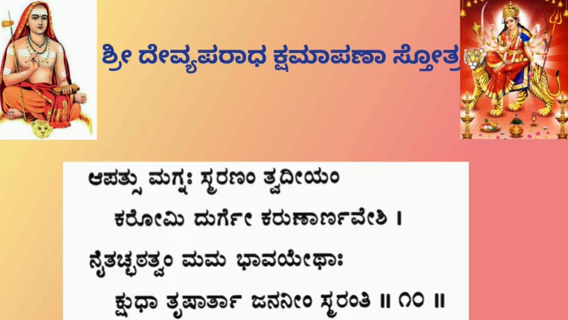 ಶ್ರೀ ದೇವ್ಯಪರಾಧ ಕ್ಷಮಾಪಣಾ ಸ್ತೋತ್ರ
ಆಪತ್ಸು ಮಗ್ನಃ ಸ್ಮರಣಂ ತ್ವದೀಯಂ
ಕರೋಮಿ ದುರ್ಗೇ ಕರುಣಾರ್ಣವೇಶಿ ।
ನೈತಚ್ಛಠತ್ವಂ ಮಮ ಭಾವಯೇಥಾಃ
ಕ್ಷುಧಾ ತೃಷಾರ್ತಾ ಜನನೀಂ ಸ್ಮರಂತಿ ॥ ೧೦ ॥